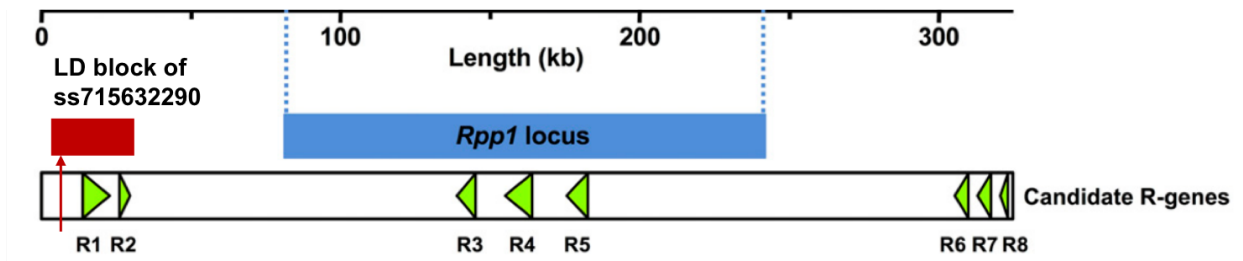 0 100 200 300
Length (kb)
LD block of
ss715632290
Rpp1 locus
Candidate R-genes
R1 R2 R3 R4 R5 R6 R7 R8